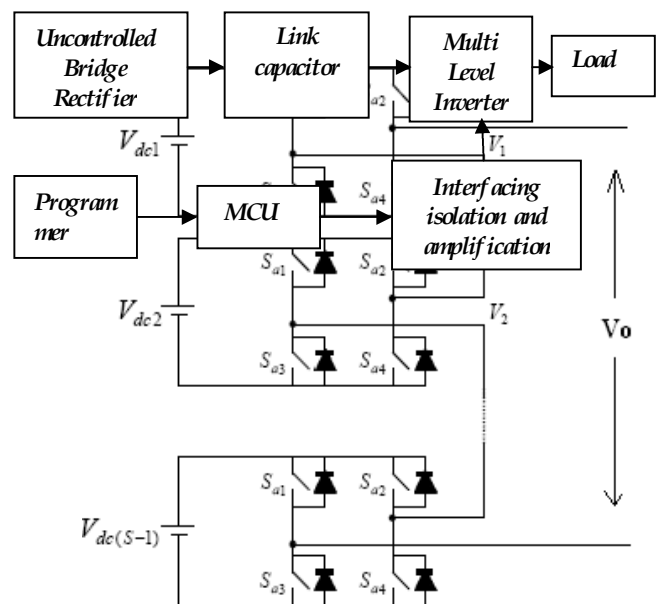 Uncontrolled
Bridge
Rectifier
Link
capacitor
Multi
Level
Inverter
Load
a2
V1
Vdc1
Program
mer
MCU
Sa4
Interfacing
isolation and
amplification
Sa1
Sa2
Vdc2
V2
Vo
Sa3
Sa4
Sa1
Sa2
Vdc(S-1)
Sa3
Sa4